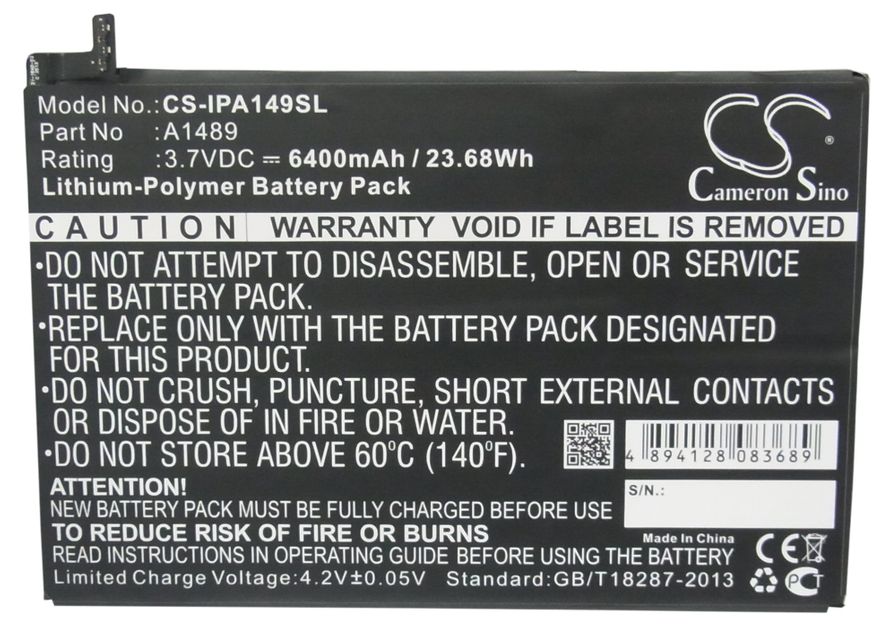 Model No.:CS-IPA149SL
Part No :A1489
Rating :3.7VDC ⎓ 6400mAh / 23.68Wh
Lithium-Polymer Battery Pack
CS ®
Cameron Sino
CAUTION WARRANTY VOID IF LABEL IS REMOVED
•DO NOT ATTEMPT TO DISASSEMBLE, OPEN OR SERVICE
THE BATTERY PACK.
•REPLACE ONLY WITH THE BATTERY PACK DESIGNATED
FOR THIS PRODUCT.
•DO NOT CRUSH, PUNCTURE, SHORT EXTERNAL CONTACTS
OR DISPOSE OF IN FIRE OR WATER.
•DO NOT STORE ABOVE 60°C (140°F).
4 894128 083689
S/N.:
ATTENTION!
NEW BATTERY PACK MUST BE FULLY CHARGED BEFORE USE
TO REDUCE RISK OF FIRE OR BURNS
READ INSTRUCTIONS IN OPERATING GUIDE BEFORE USING THE BATTERY
Limited Charge Voltage:4.2V±0.05V Standard:GB/T18287-2013
Made In China
CE
PCT